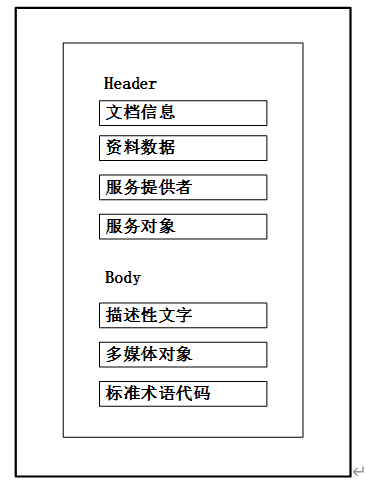 Header
文档信息
资料数据
服务提供者
服务对象
Body
描述性文字
多媒体对象
标准术语代码